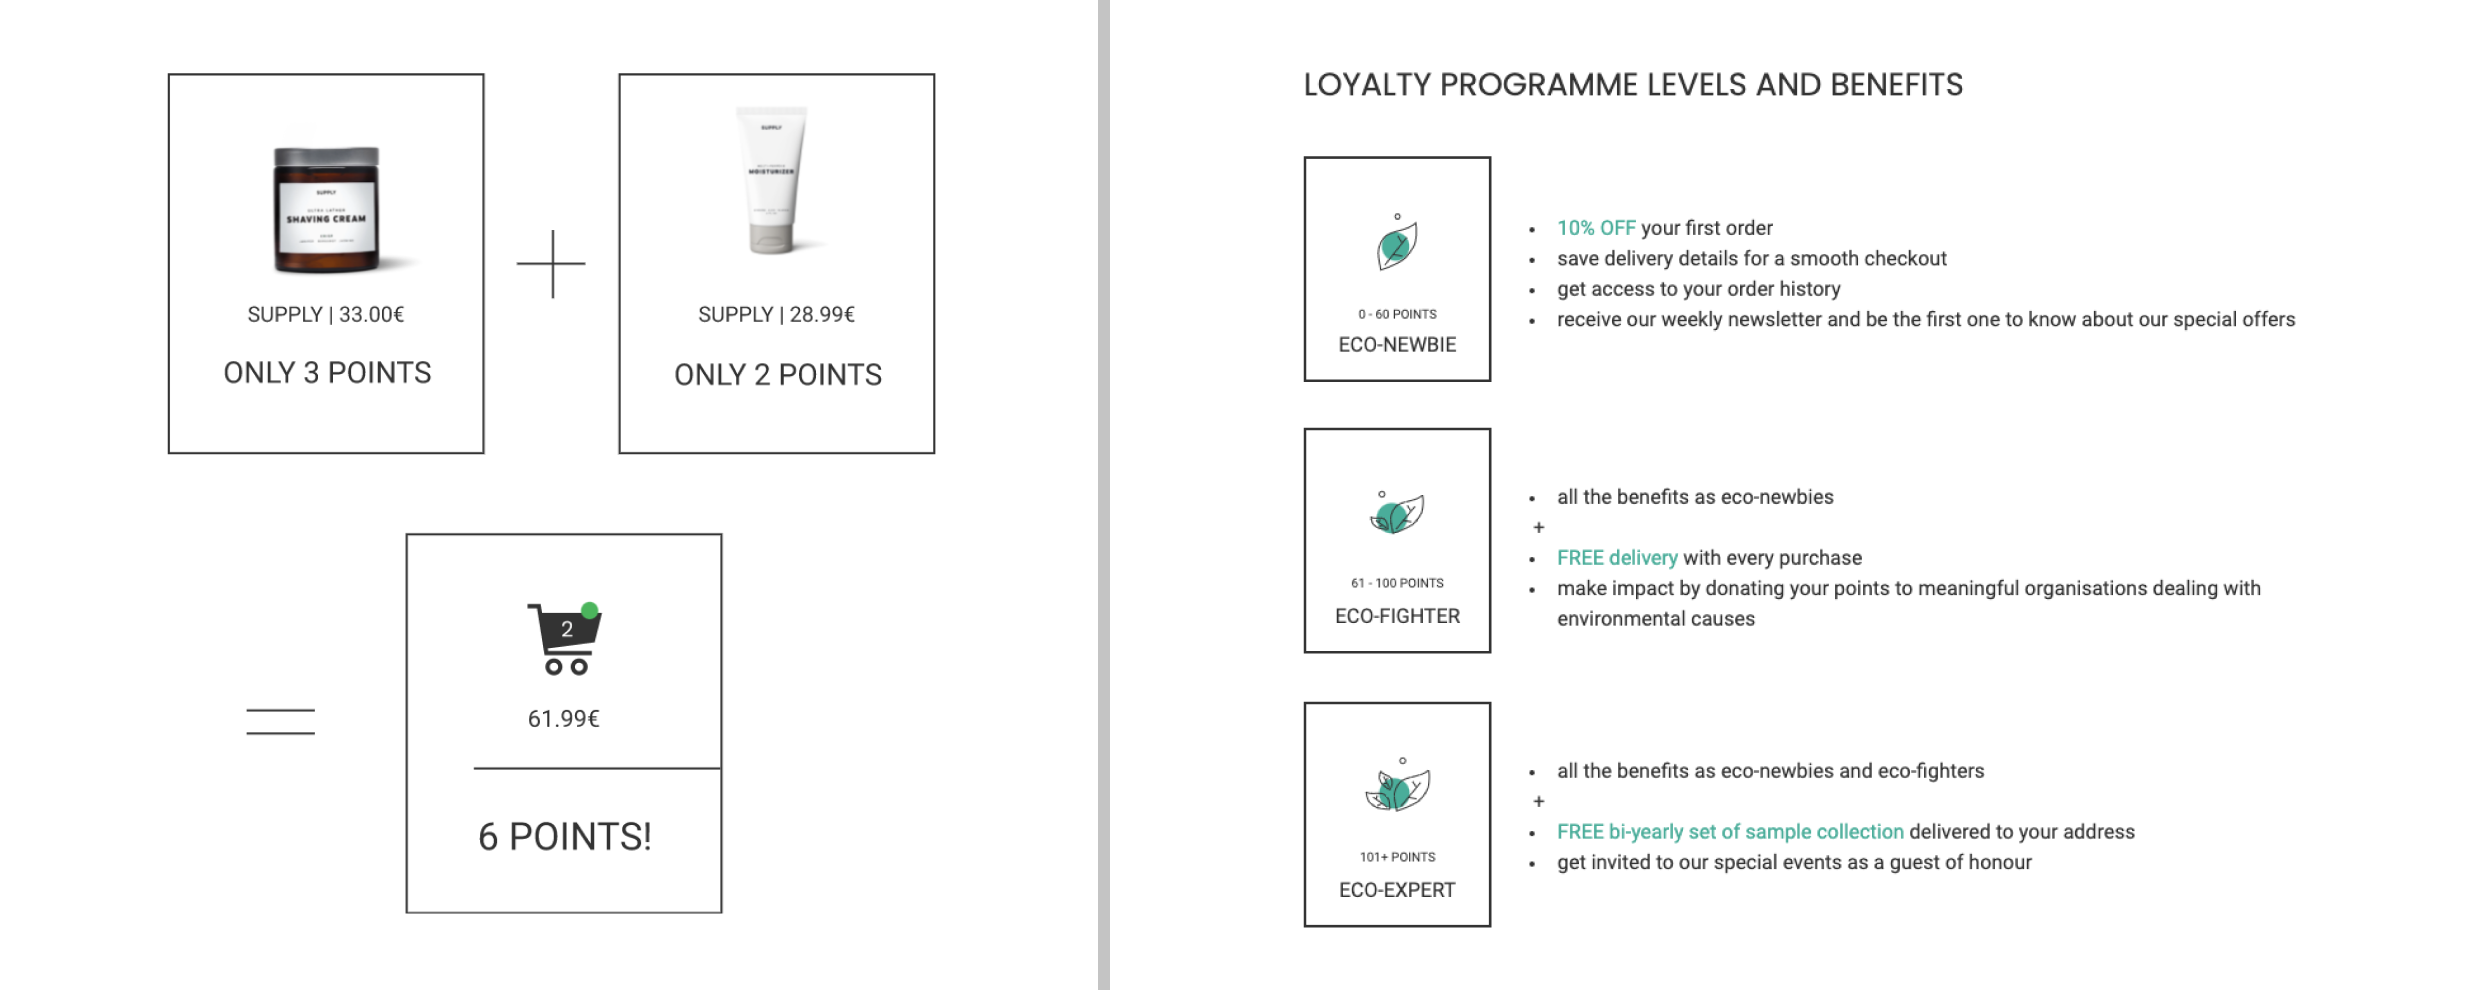 SUPPLY
ULTRA LATHER
SHAVING CREAM
SUPPLY | 33.00€
ONLY 3 POINTS
SUPPLY
MOISTURIZER
SUPPLY | 28.99€
ONLY 2 POINTS
2
61.99€
6 POINTS!
LOYALTY PROGRAMME LEVELS AND BENEFITS
0 - 60 POINTS
ECO-NEWBIE
• 10% OFF your first order
• save delivery details for a smooth checkout
• get access to your order history
• receive our weekly newsletter and be the first one to know about our special offers
61 - 100 POINTS
ECO-FIGHTER
• all the benefits as eco-newbies
+
• FREE delivery with every purchase
• make impact by donating your points to meaningful organisations dealing with
environmental causes
101+ POINTS
ECO-EXPERT
• all the benefits as eco-newbies and eco-fighters
+
• FREE bi-yearly set of sample collection delivered to your address
• get invited to our special events as a guest of honour